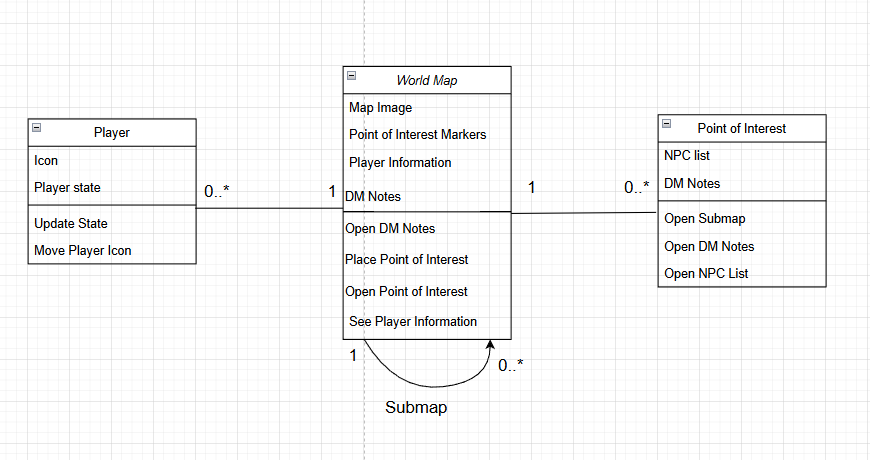 Player
Icon
Player state
Update State
Move Player Icon
0..*
1
World Map
Map Image
Point of Interest Markers
Player Information
DM Notes
Open DM Notes
Place Point of Interest
Open Point of Interest
See Player Information
1
0..*
Submap
1
0..*
Point of Interest
NPC list
DM Notes
Open Submap
Open DM Notes
Open NPC List